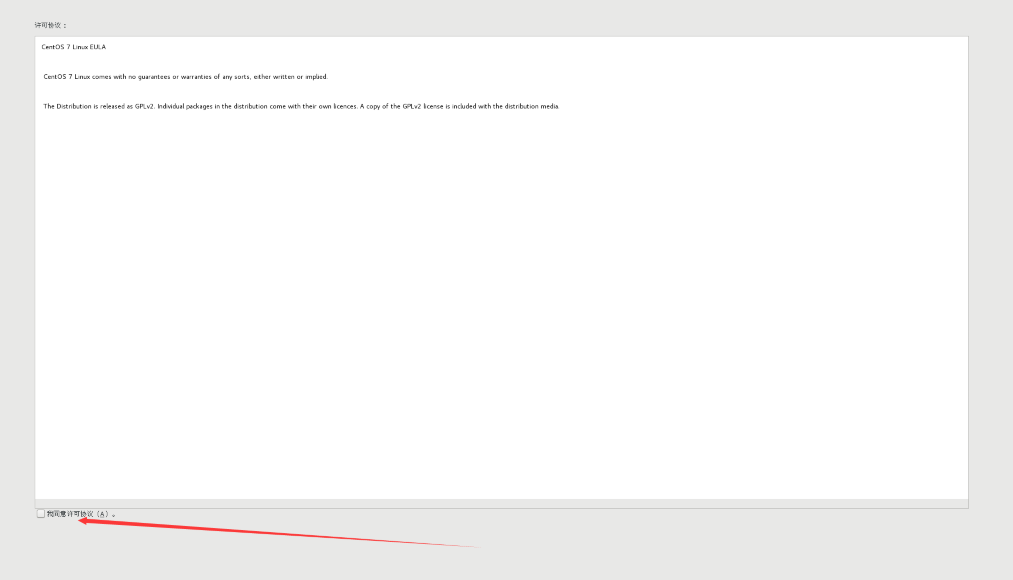 许可协议：
CentOS 7 Linux EULA
CentOS 7 Linux comes with no guarantees or warranties of any sorts, either written or implied.
The Distribution is released as GPLv2. Individual packages in the distribution come with their own licences. A copy of the GPLv2 license is included with the distribution media.
我同意许可协议（A）。